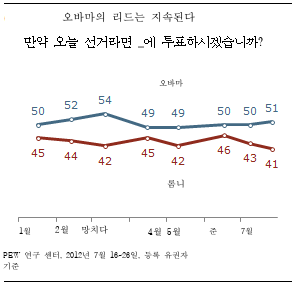 오바마의 리드는 지속된다
만약 오늘 선거라면 _에 투표하시겠습니까?
오바마
50 52 54 49 49 50 50 51
45 44 42 45 42 46 43 41
롬니
1월 2월 망치다 4월 5월 준 7월
PEW 연구 센터, 2012년 7월 16-26일, 등록 유권자
기준